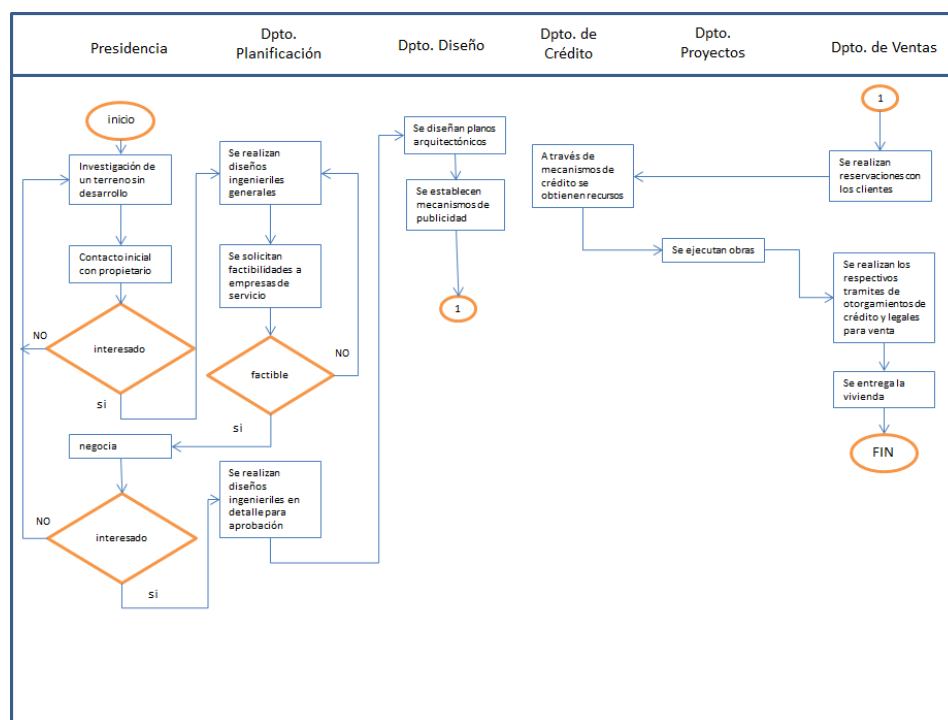 Presidencia
Dpto.
Planificación
Dpto. Diseño
Dpto. de
Crédito
Dpto.
Proyectos
Dpto. de Ventas
inicio
Investigación de
un terreno sin
desarrollo
Contacto inicial
con propietario
interesado
NO
si
negocia
interesado
NO
si
Se realizan
diseños
ingenieriles
generales
Se solicitan
factibilidades a
empresas de
servicio
factible
NO
si
Se realizan
diseños
ingenieriles en
detalle para
aprobación
Se diseñan planos
arquitectónicos
Se establecen
mecanismos de
publicidad
1
A través de
mecanismos de
crédito se
obtienen recursos
Se ejecutan obras
1
Se realizan
reservaciones con
los clientes
Se realizan los
respectivos
tramites de
otorgamientos de
crédito y legales
para venta
Se entrega la
vivienda
FIN